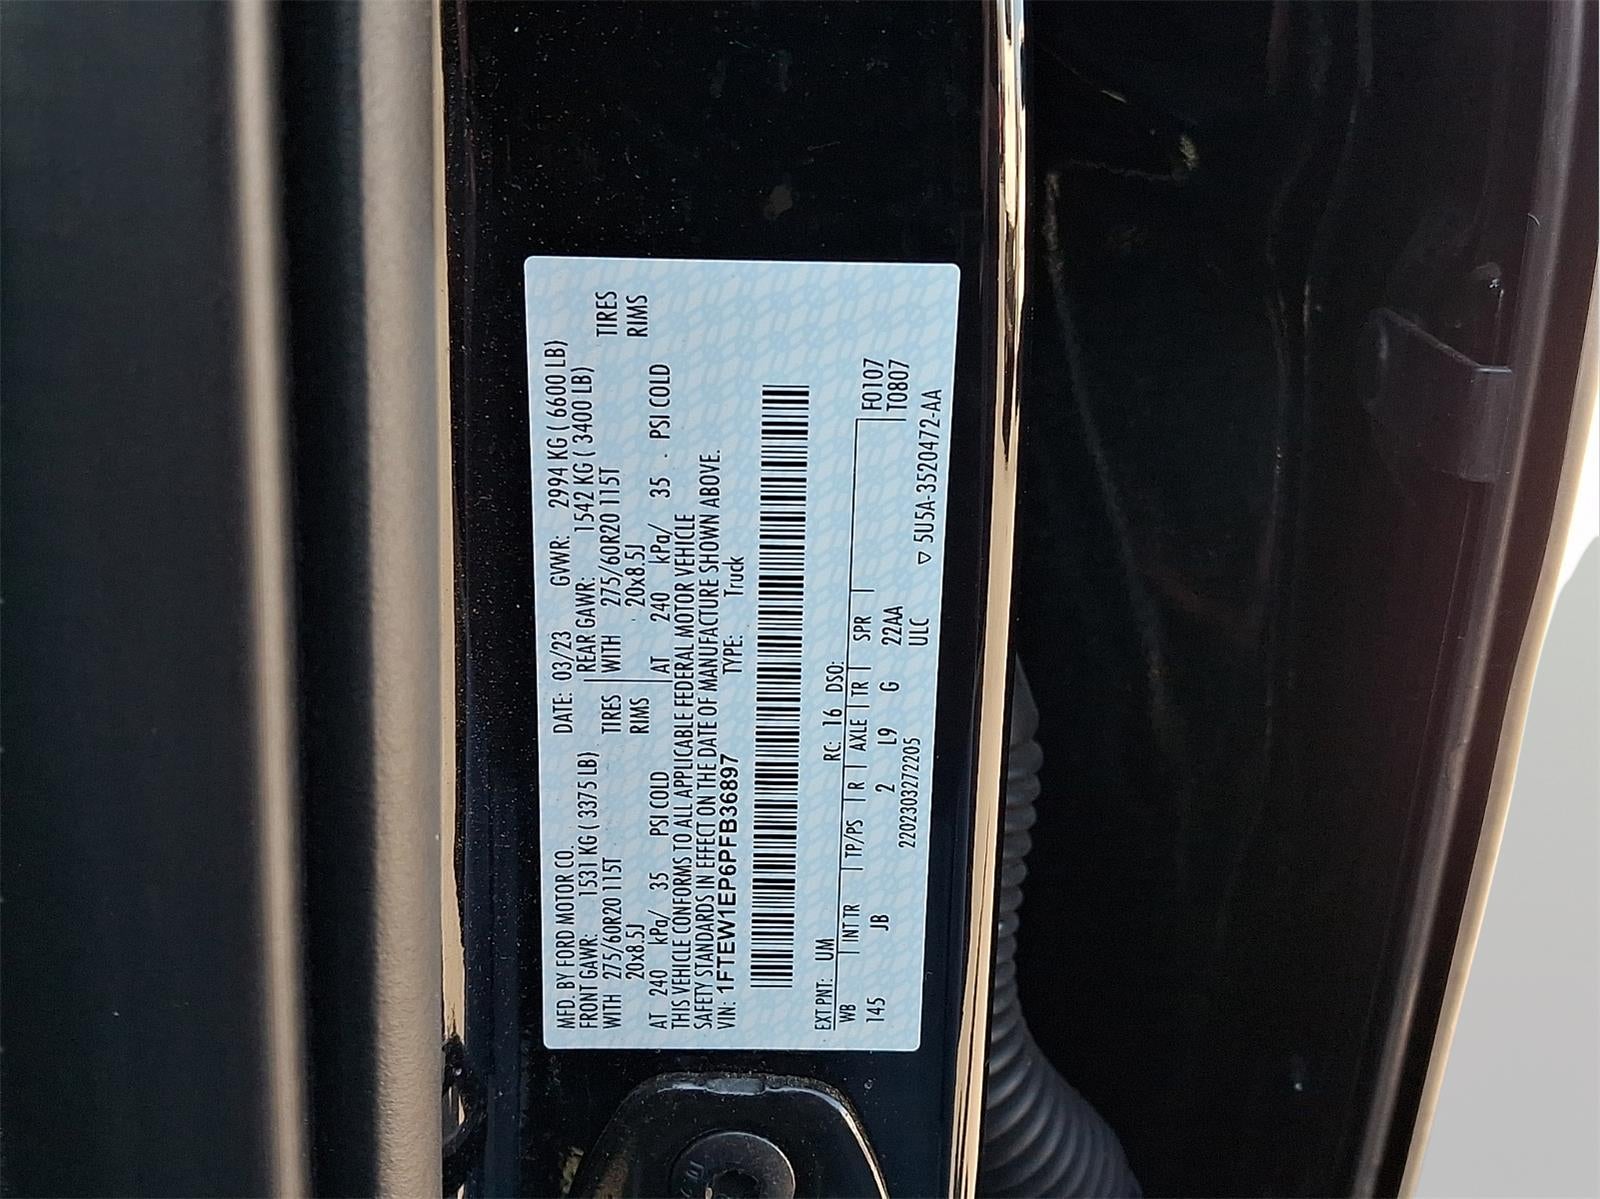 MFD. BY FORD MOTOR CO. DATE: 03/23 GVWR: 2994 KG ( 6600 LB)
FRONT GAWR: 1531 KG ( 3375 LB) REAR GAWR: 1542 KG ( 3400 LB)
WITH 275/60R20 115T TIRES WITH 275/60R20 115T TIRES
20x8.5J RIMS 20x8.5J RIMS
AT 240 kPa/ 35 PSI COLD AT 240 kPa/ 35 PSI COLD
THIS VEHICLE CONFORMS TO ALL APPLICABLE FEDERAL MOTOR VEHICLE
SAFETY STANDARDS IN EFFECT ON THE DATE OF MANUFACTURE SHOWN ABOVE.
VIN: 1FTEW1EP6PFB36897 TYPE: Truck
EXT PNT: UM RC: 16 DSO:
WB INT TR TP/PS R AXLE TR SPR F0107
145 JB 2 L9 G 22AA T0807
ULC
2202303272205 ▽ 5U5A-3520472-AA